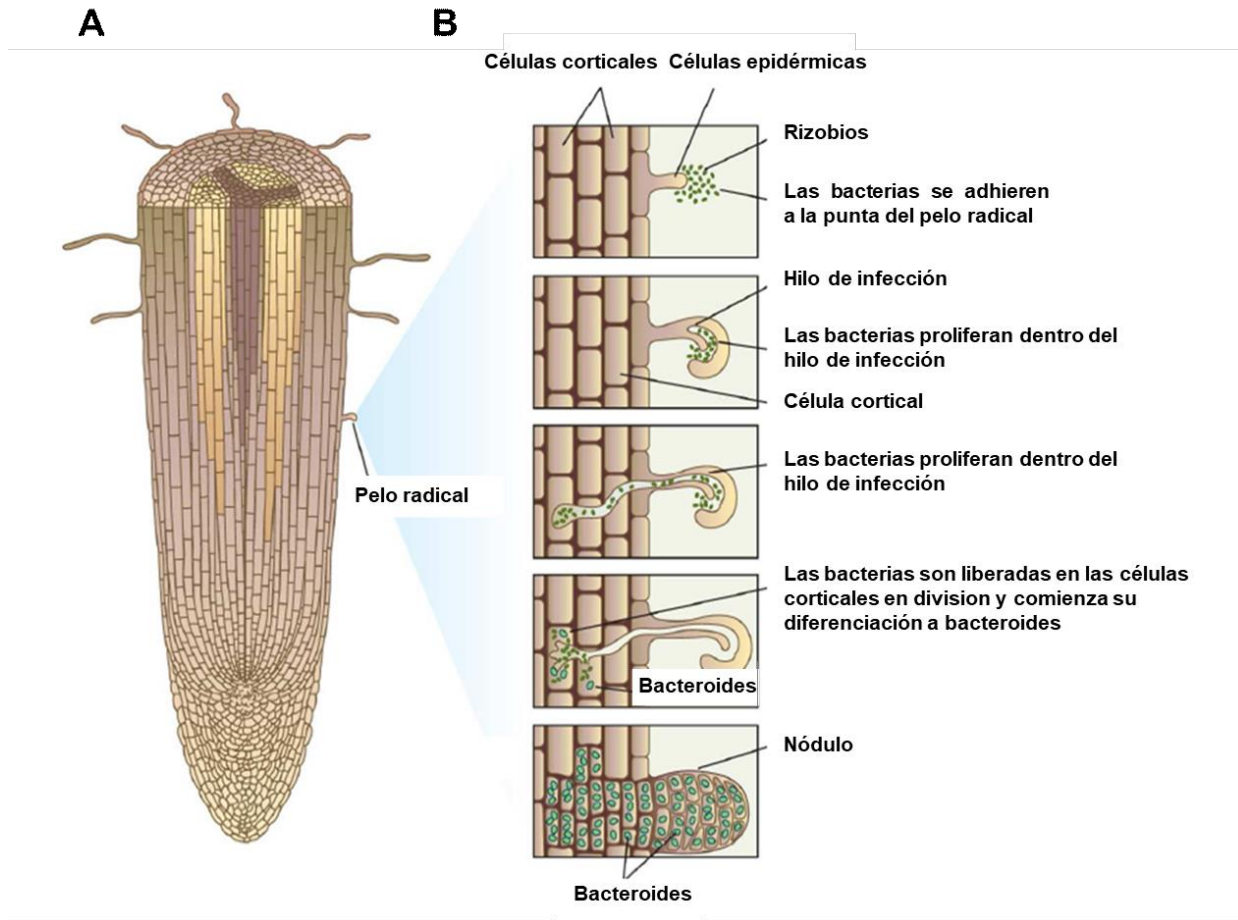 A
B
Células corticales Células epidérmicas
Rizobios
Las bacterias se adhieren
a la punta del pelo radical
Hilo de infección
Las bacterias proliferan dentro del
hilo de infección
Célula cortical
Las bacterias proliferan dentro del
hilo de infección
Pelo radical
Las bacterias son liberadas en las células
corticales en division y comienza su
diferenciación a bacteroides
Bacteroides
Nódulo
Bacteroides